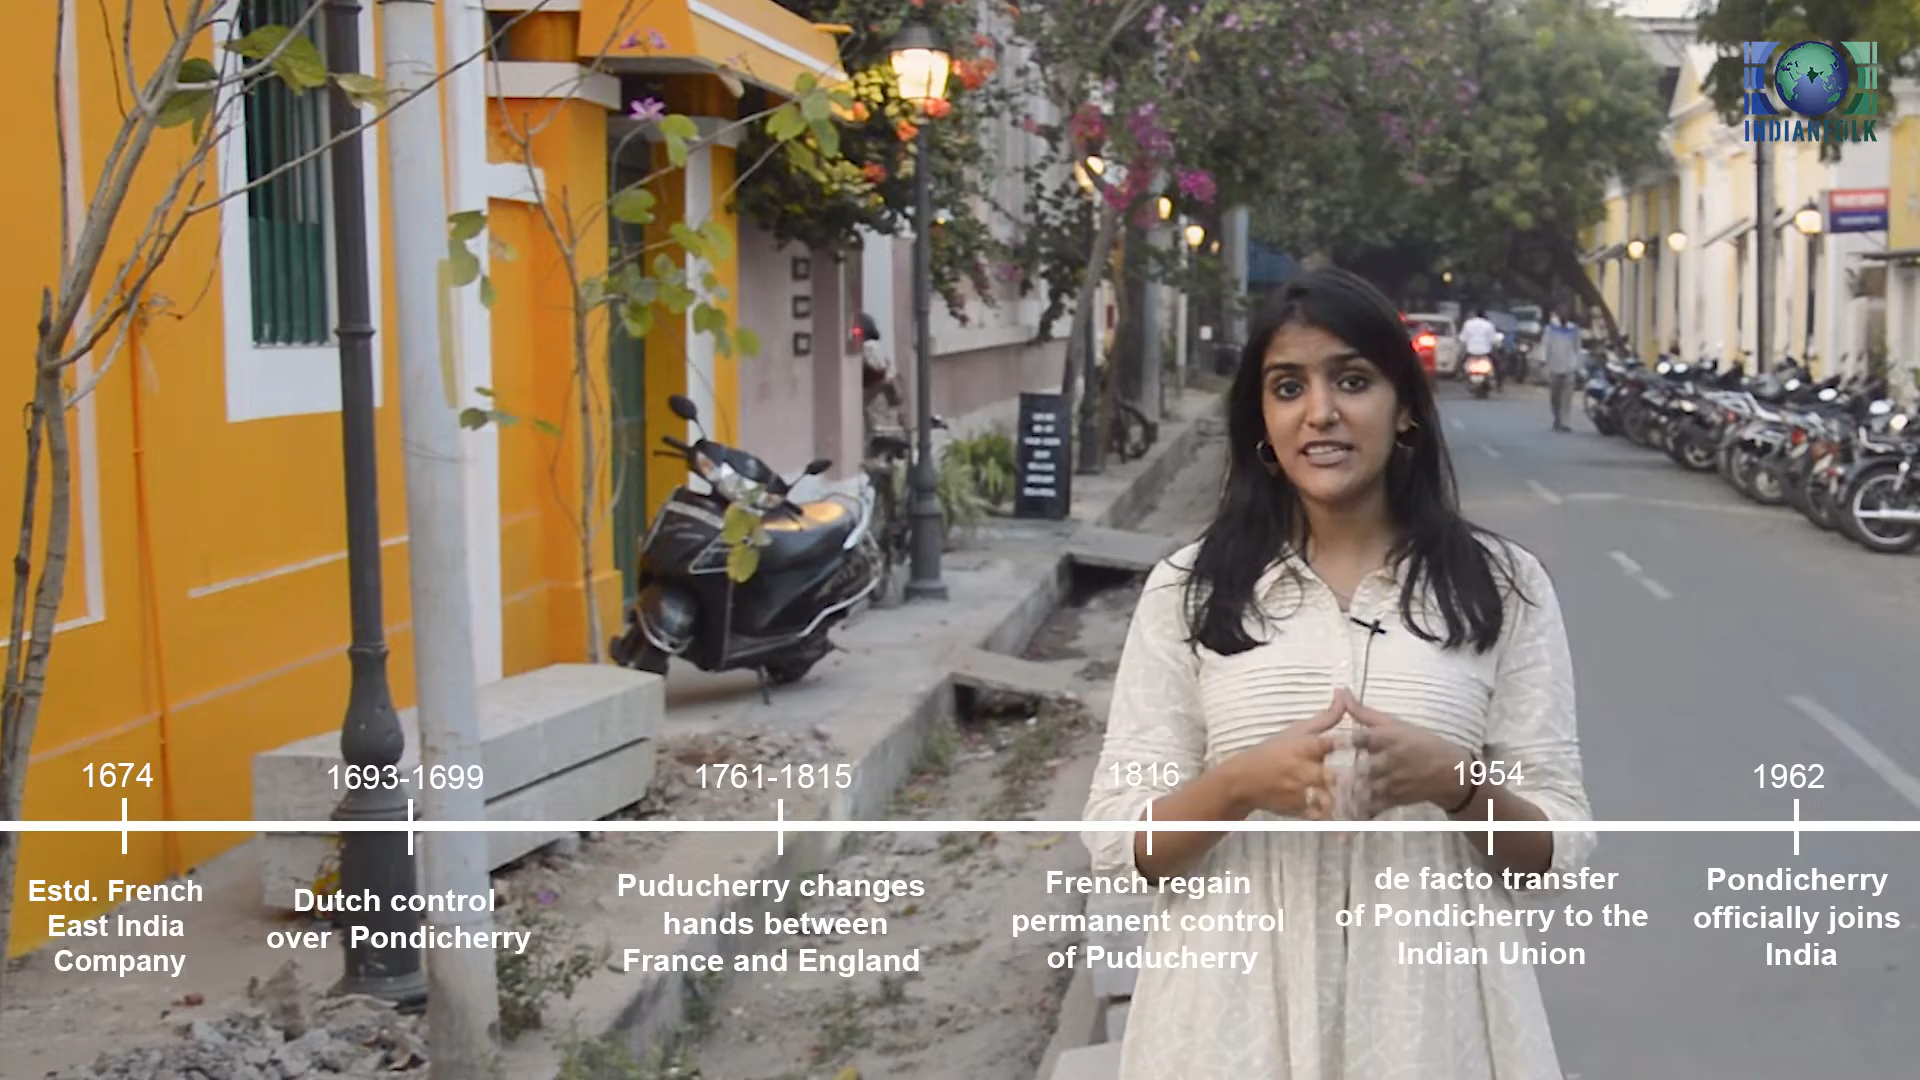 INDIANFOLK
1674
1693-1699
1761-1815
1816
1954
1962
Estd. French
East India
Company
Dutch control
over Pondicherry
Puducherry changes
hands between
France and England
French regain
permanent control
of Puducherry
de facto transfer
of Pondicherry to the
Indian Union
Pondicherry
officially joins
India